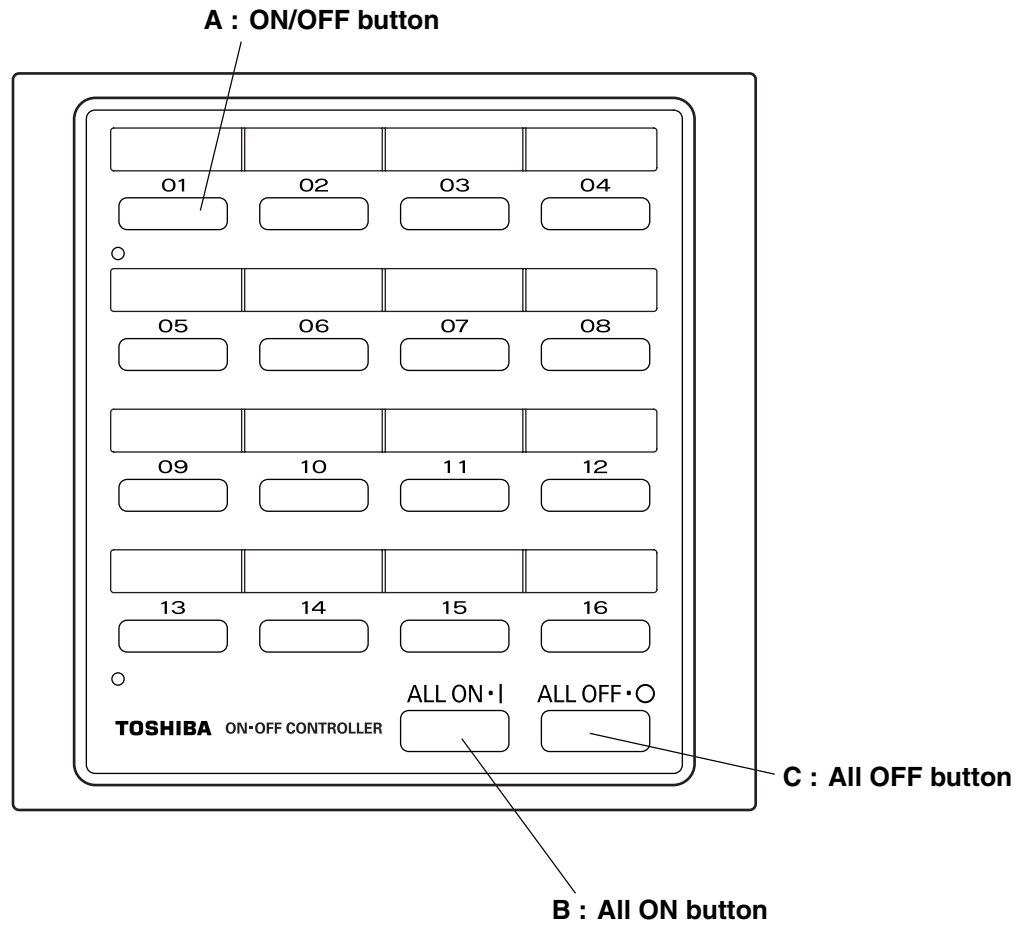 A : ON/OFF button
01 02 03 04
05 06 07 08
09 10 11 12
13 14 15 16
ALL ON•| ALL OFF•O
TOSHIBA ON-OFF CONTROLLER
C : All OFF button
B : All ON button